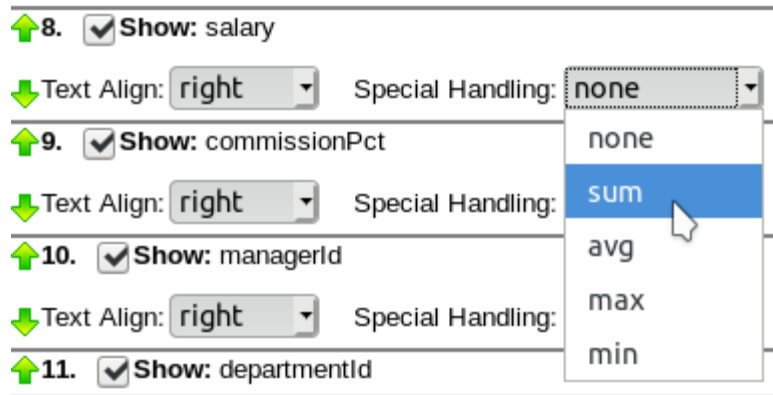 8. Show: salary
Text Align: right Special Handling: none
none
sum
avg
max
min
9. Show: commissionPct
Text Align: right Special Handling:
10. Show: managerId
Text Align: right Special Handling:
11. Show: departmentId